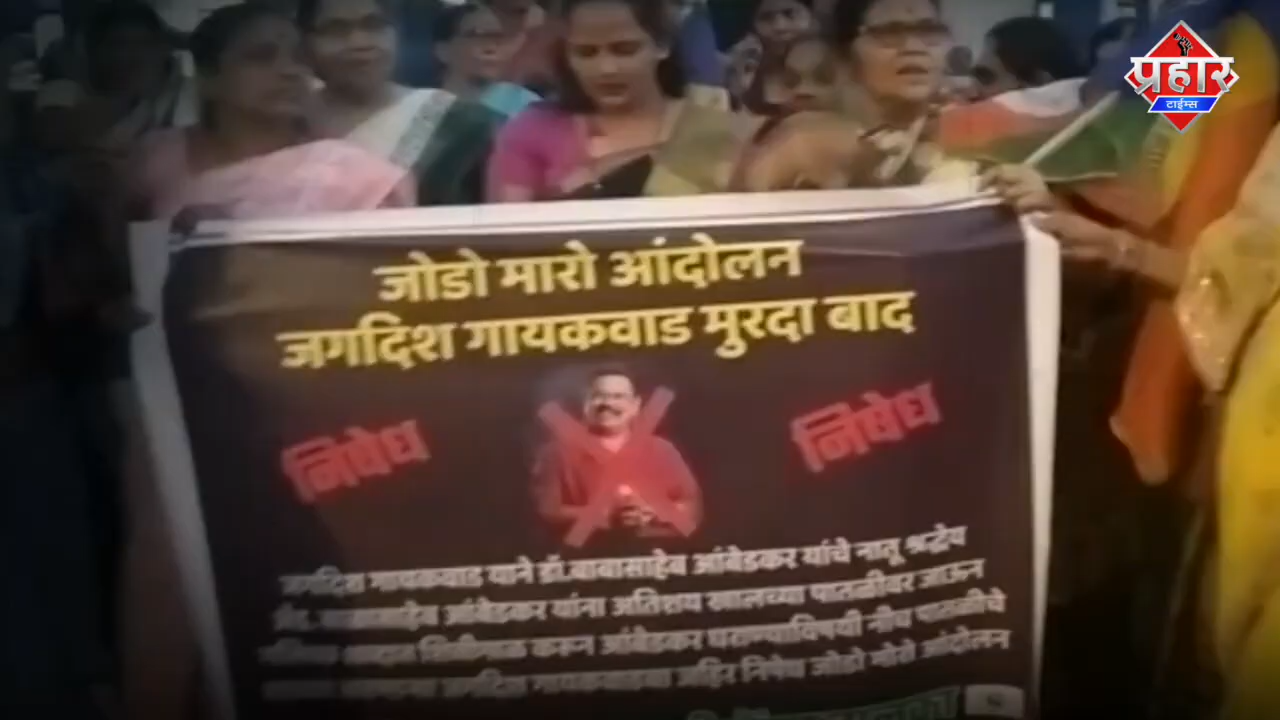 प्रहार
टाईम्स
जोडो मारो आंदोलन
जगदिश गायकवाड मुरदा बाद
निषेध
निषेध
जगदिश गायकवाड याने डॉ.बाबासाहेब आंबेडकर यांचे नातू श्रद्धेय
बाळासाहेब आंबेडकर यांना अतिशय खालच्या पातळीवर जाऊन
करून आंबेडकर घराण्याविषयी नीच पातळीचे
जगदिश गायकवाडचा जाहिर निषेध जोडो मोरो आंदोलन